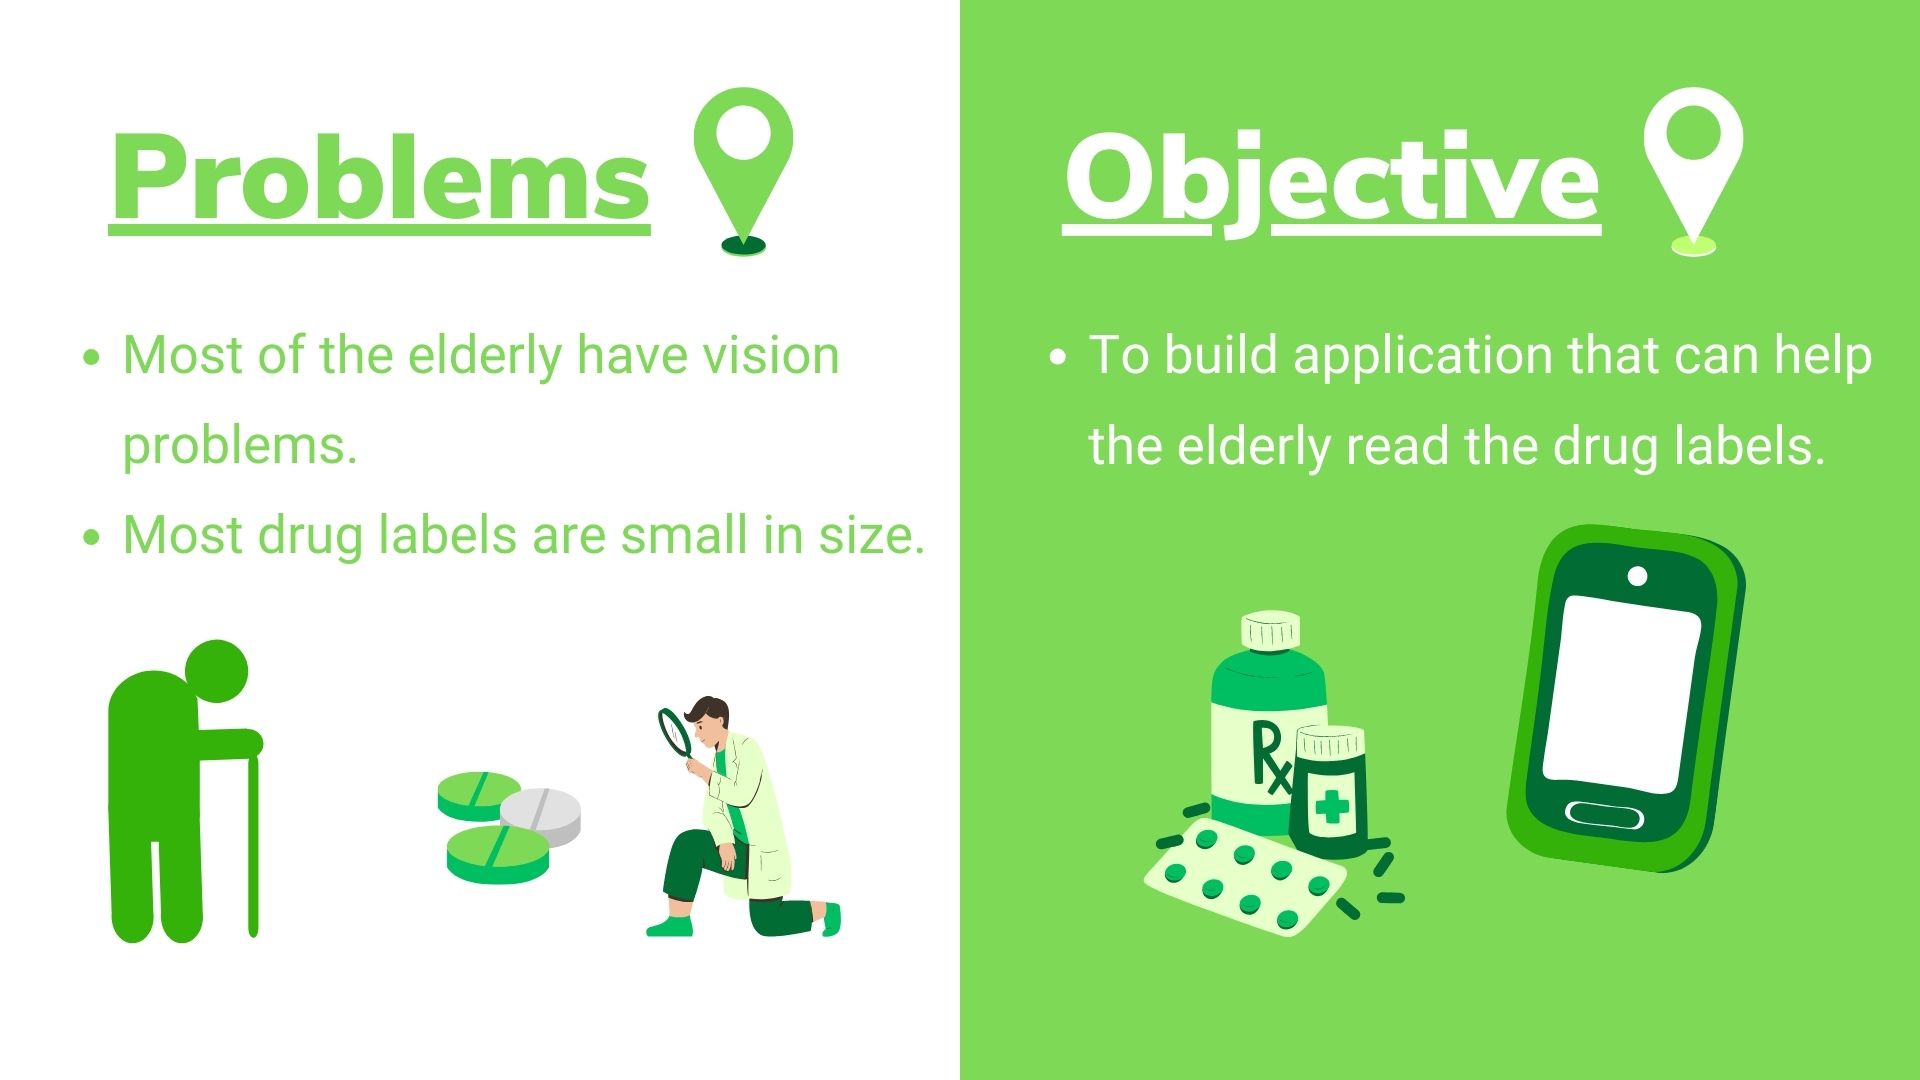 Problems
• Most of the elderly have vision
problems.
• Most drug labels are small in size.
Objective
• To build application that can help
the elderly read the drug labels.
Rx